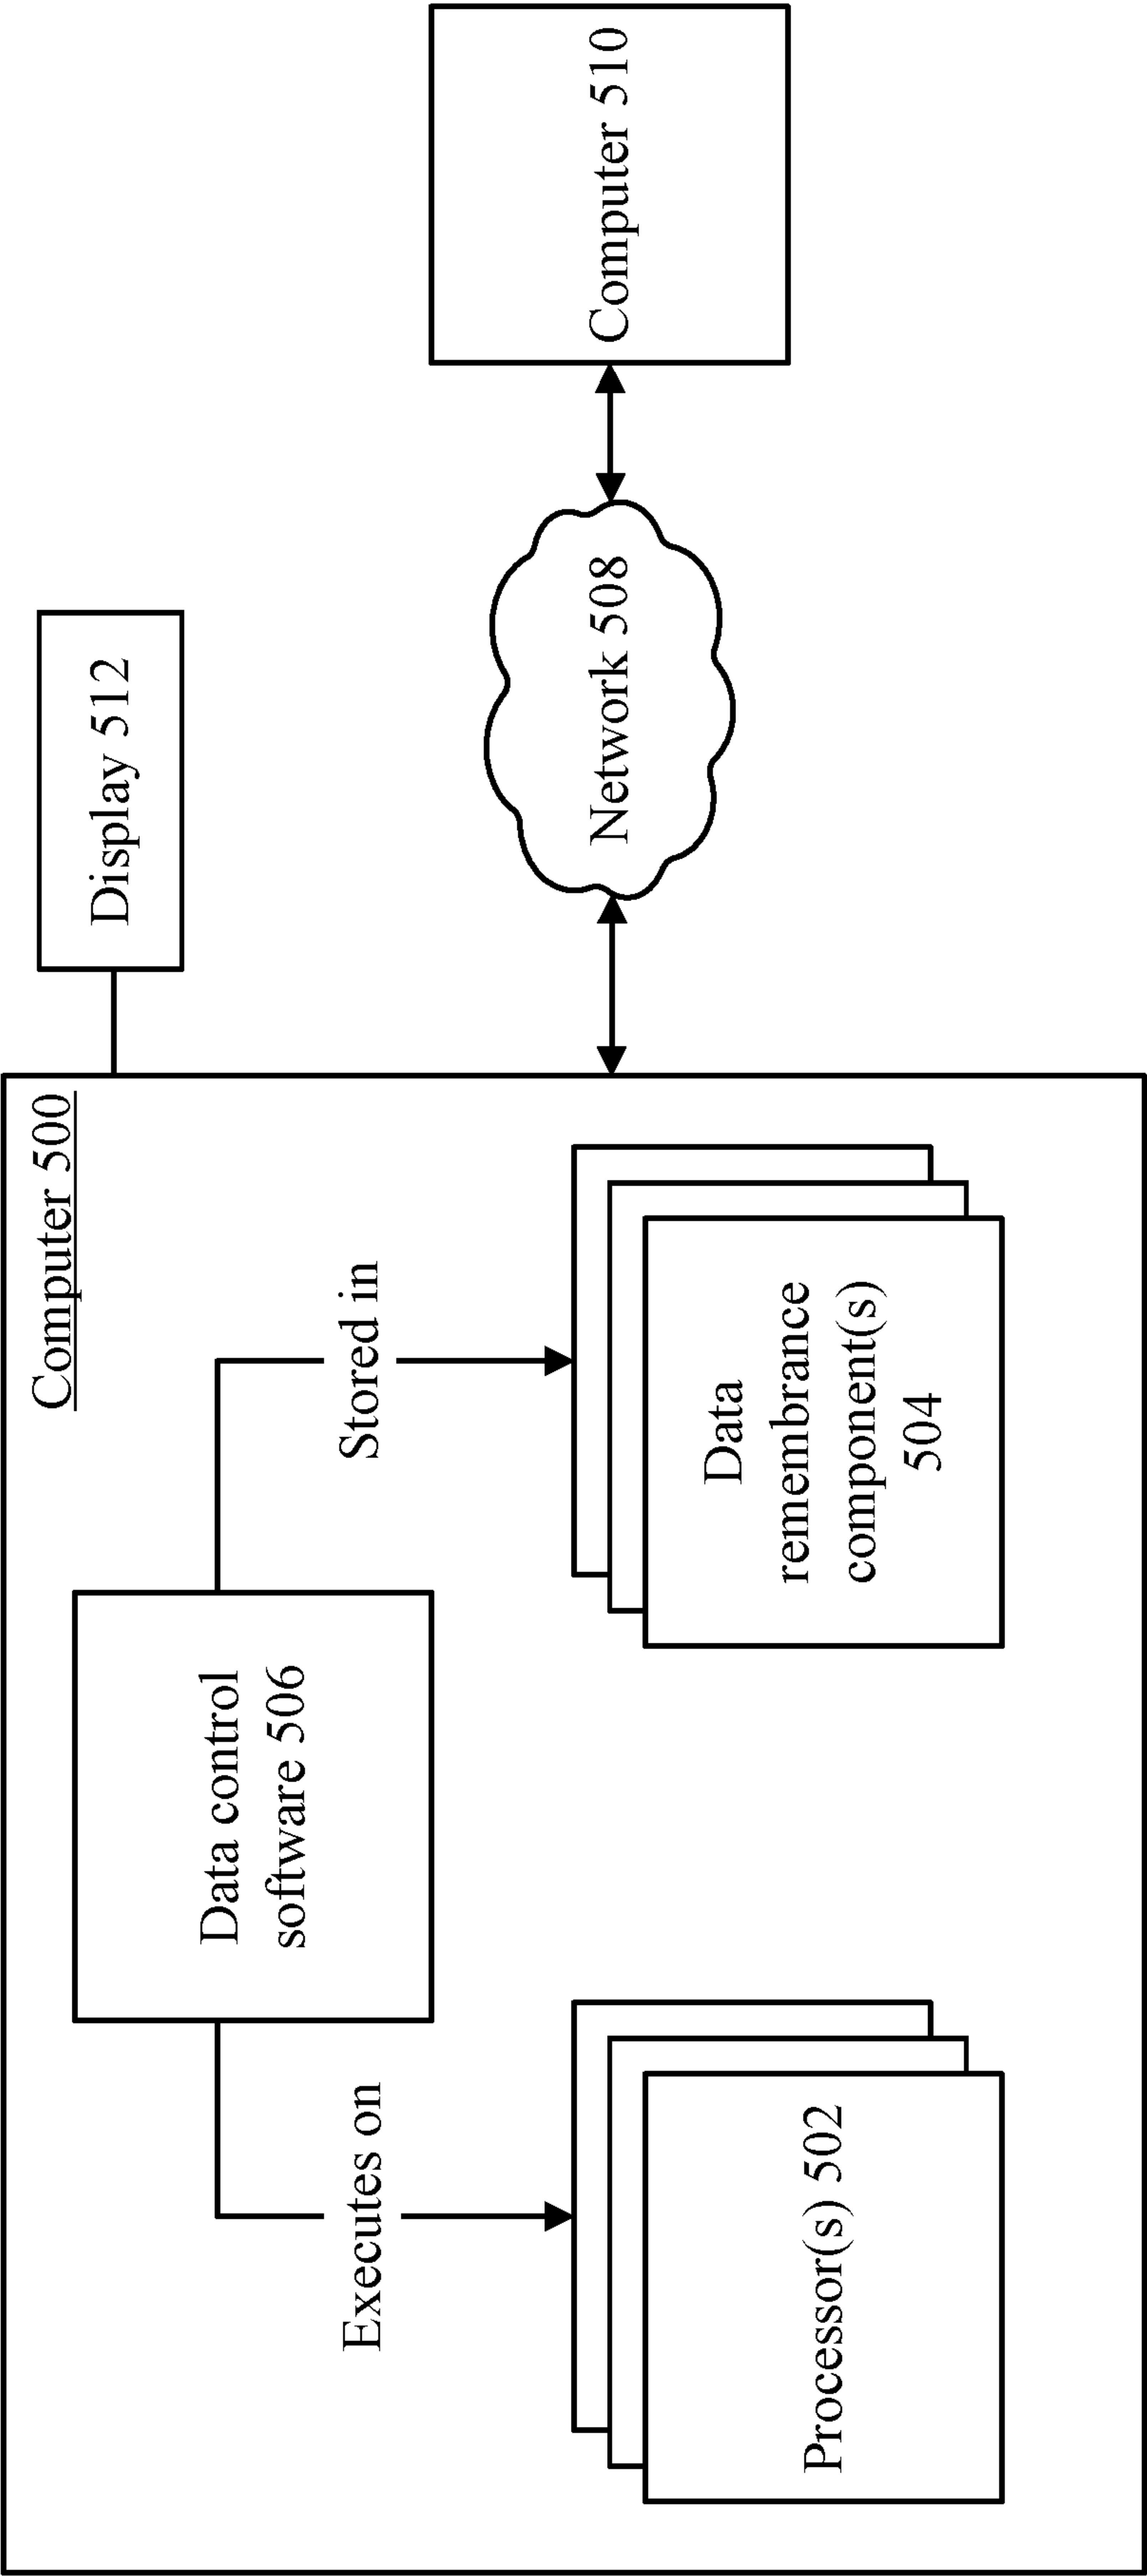 Computer 500
Data control
software 506
Executes on
Stored in
Processor(s) 502
Data
remembrance
component(s)
504
Display 512
Network 508
Computer 510